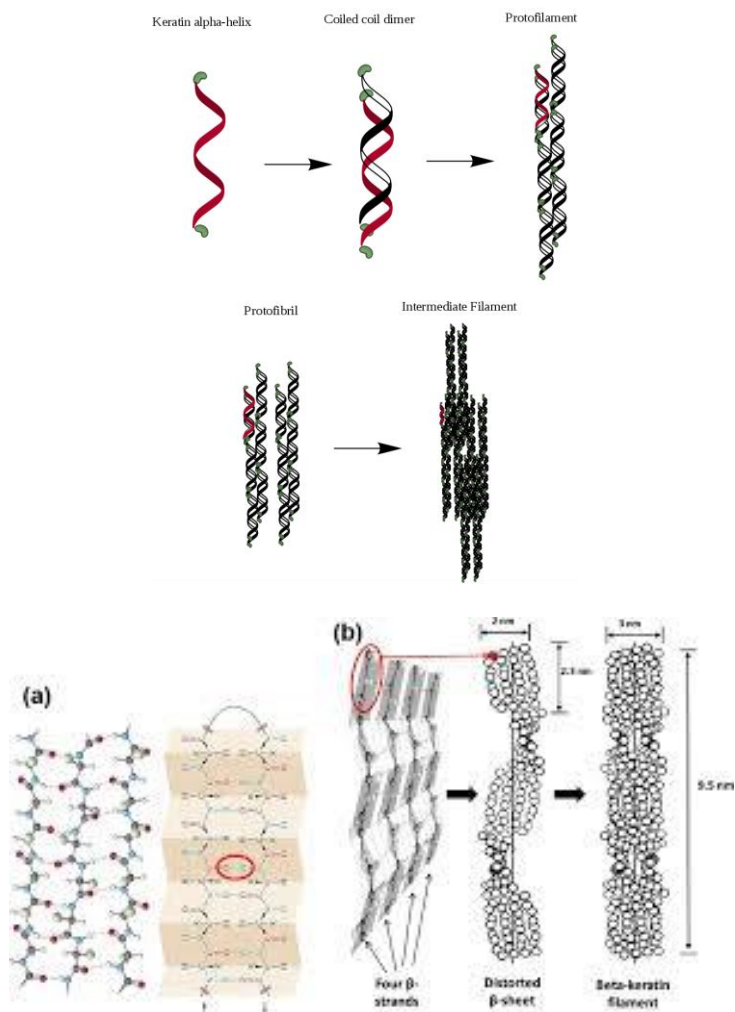 Keratin alpha-helix
Coiled coil dimer
Protofilament
Protofibril
Intermediate Filament
(a)
(b)
2 nm
3 nm
2.3 nm
9.5 nm
Four β-
strands
Distorted
β-sheet
Beta-keratin
filament